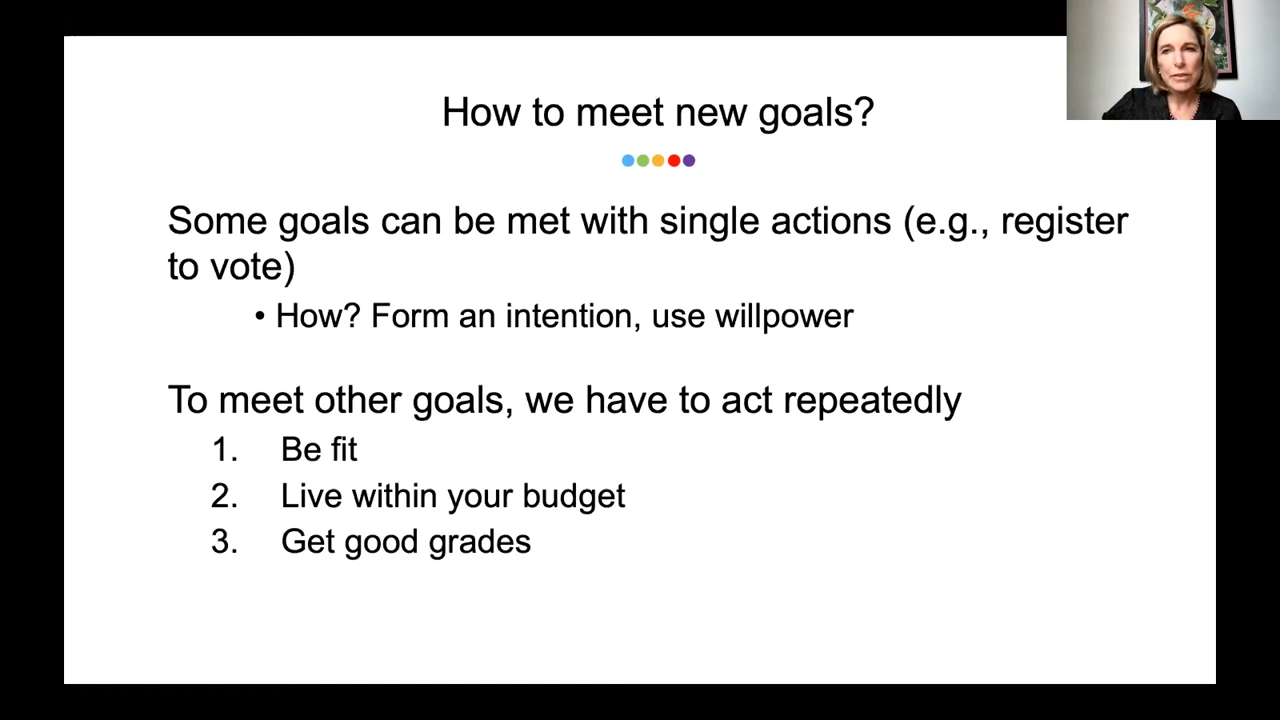 How to meet new goals?
Some goals can be met with single actions (e.g., register
to vote)
• How? Form an intention, use willpower
To meet other goals, we have to act repeatedly
1. Be fit
2. Live within your budget
3. Get good grades